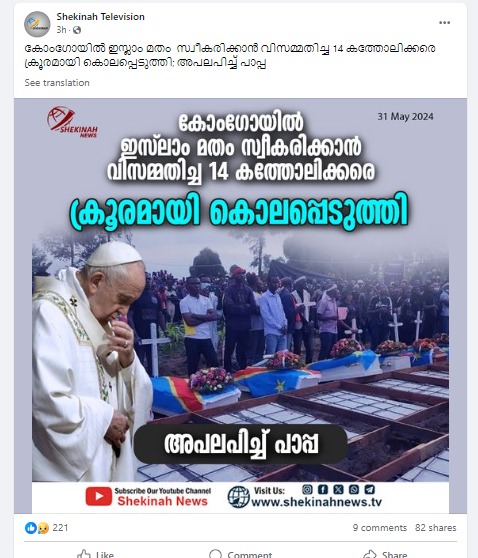 Shekinah Television
3h
കോംഗോയിൽ ഇസ്ലാം മതം സ്വീകരിക്കാൻ വിസമ്മതിച്ച 14 കത്തോലിക്കരെ
ക്രൂരമായി കൊലപ്പെടുത്തി; അപലപിച്ച് പാപ്പ
See translation
SHEKINAH
NEWS
31 May 2024
കോംഗോയിൽ
ഇസ്ലാം മതം സ്വീകരിക്കാൻ
വിസമ്മതിച്ച 14 കത്തോലിക്കരെ
ക്രൂരമായി കൊലപ്പെടുത്തി
അപലപിച്ച് പാപ്പ
Subscribe Our Youtube Channel
Shekinah News
Visit Us:
www.shekinahnews.tv
221
9 comments 82 shares
Like Comment Share